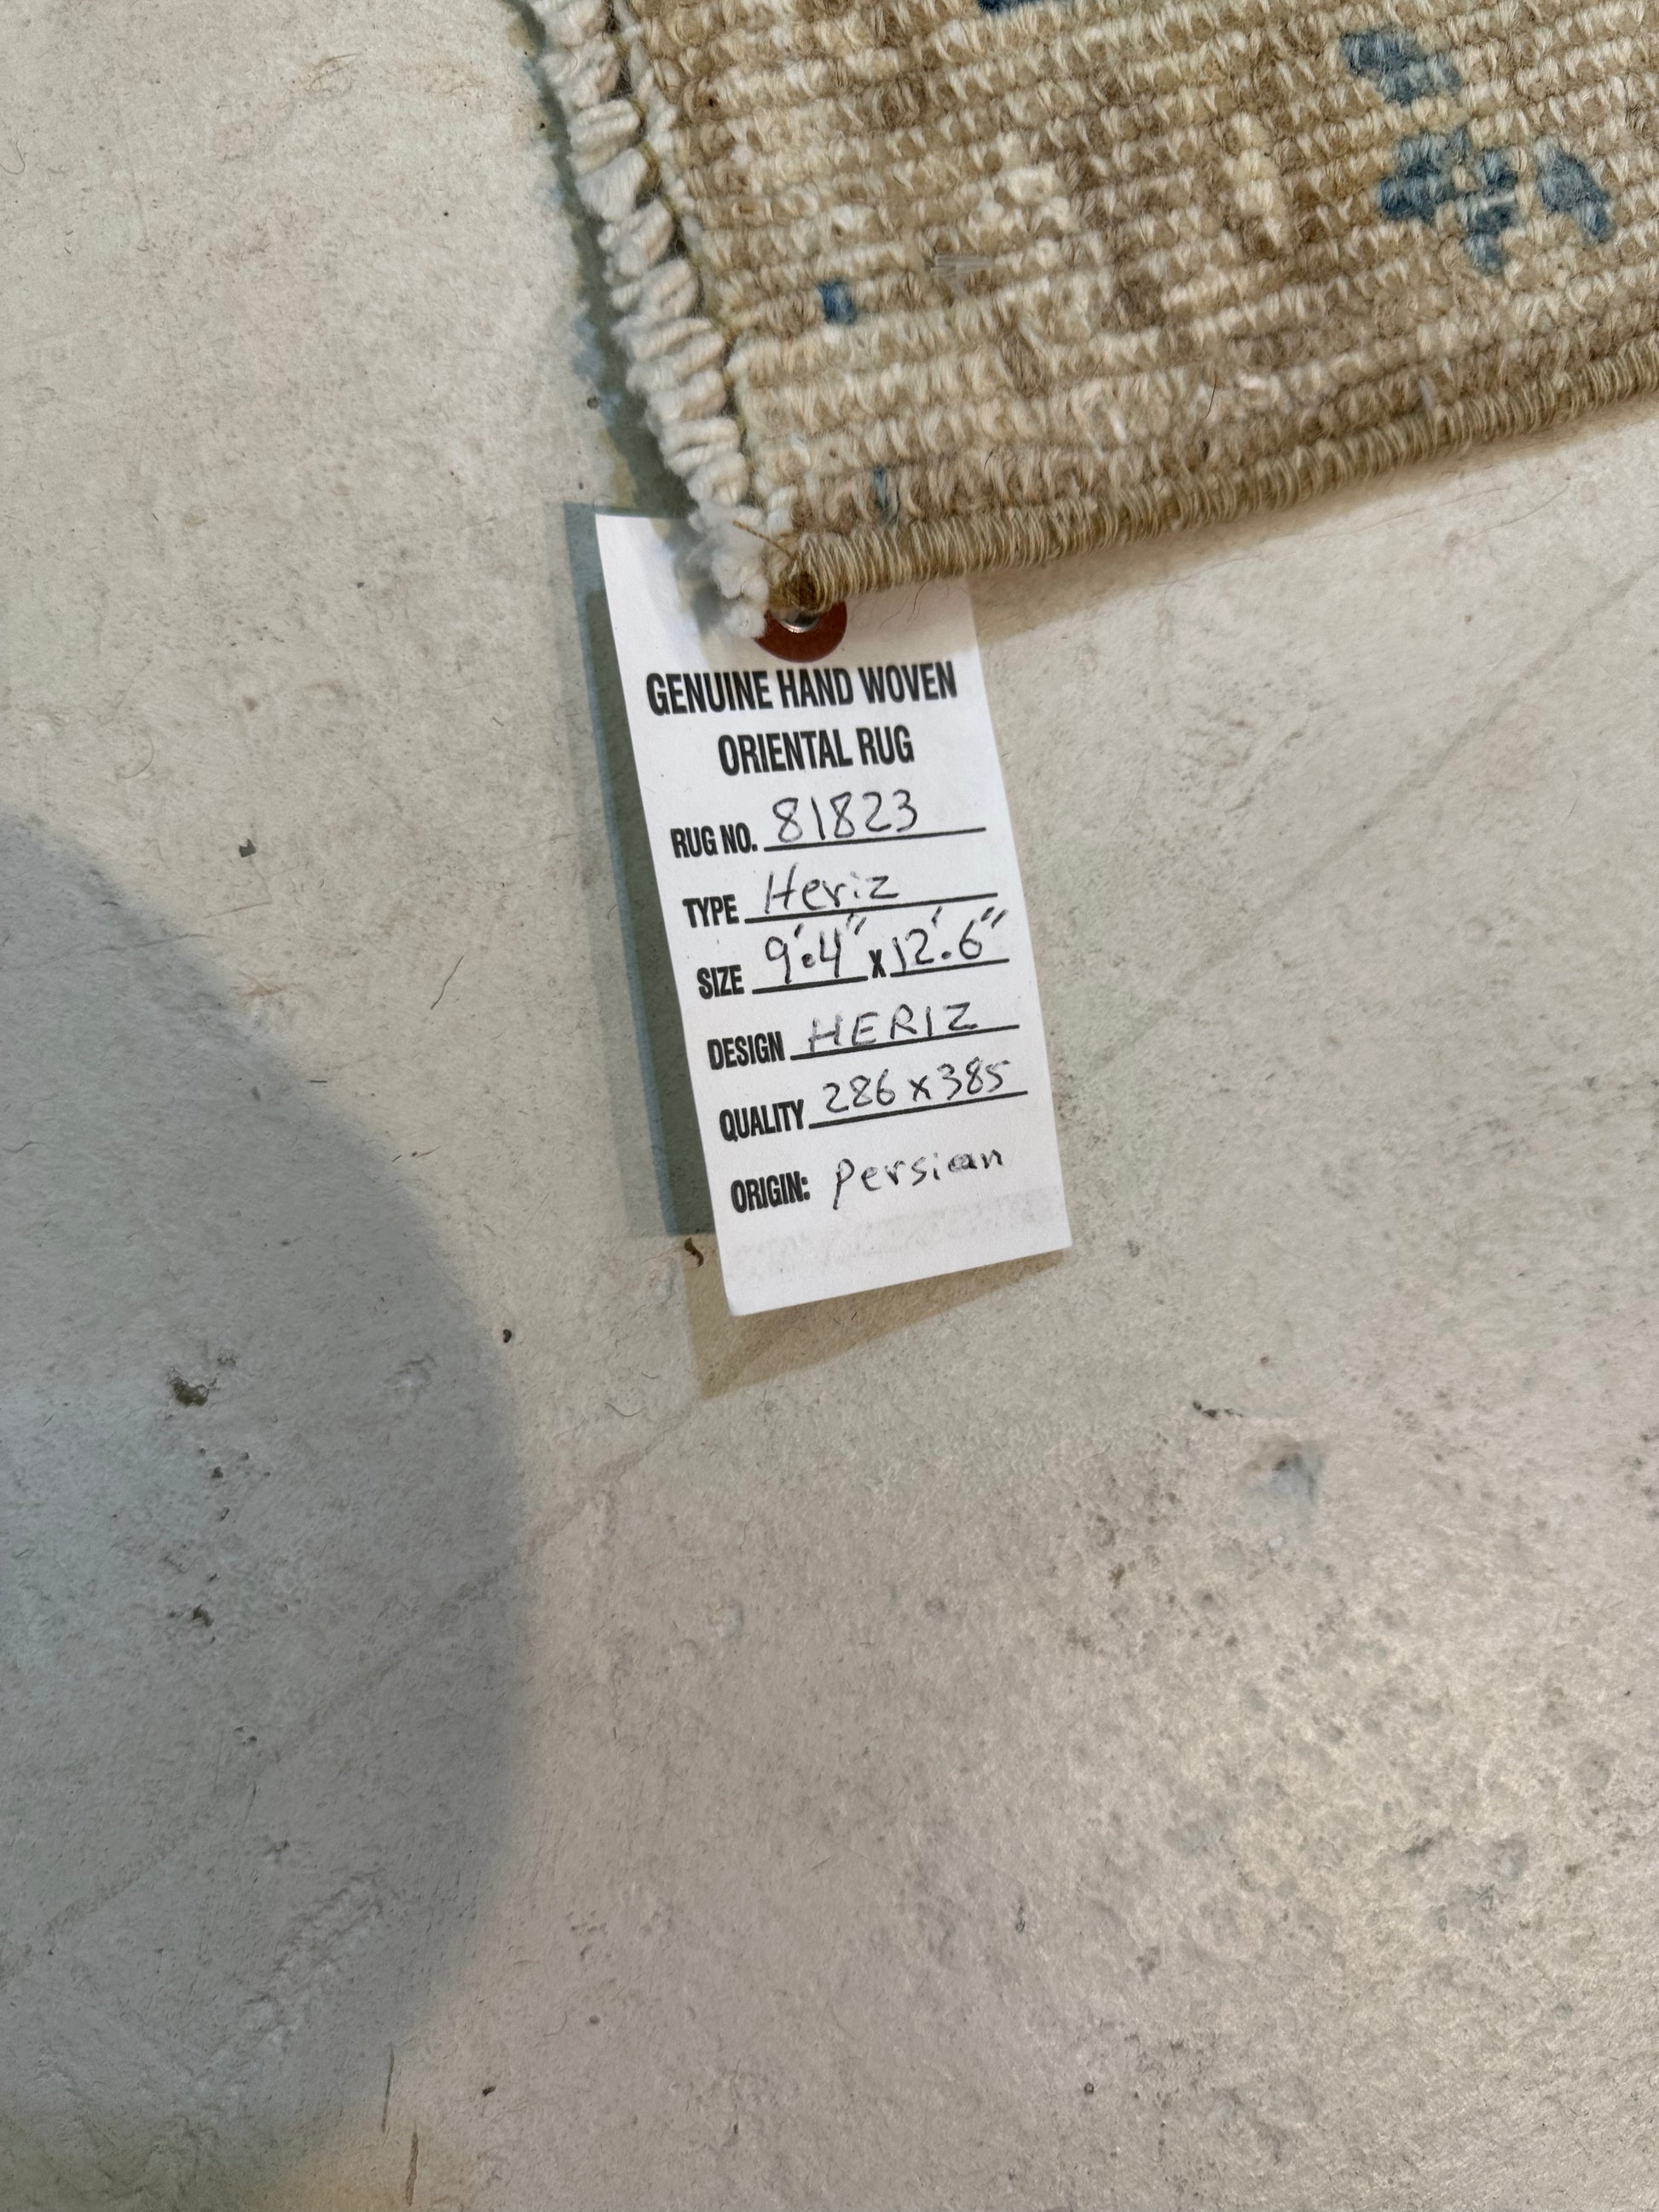 GENUINE HAND WOVEN
ORIENTAL RUG
RUG NO. 81823
TYPE Heriz
SIZE 9'.4" x 12'.6"
DESIGN HERIZ
QUALITY 286 x 385
ORIGIN: Persian